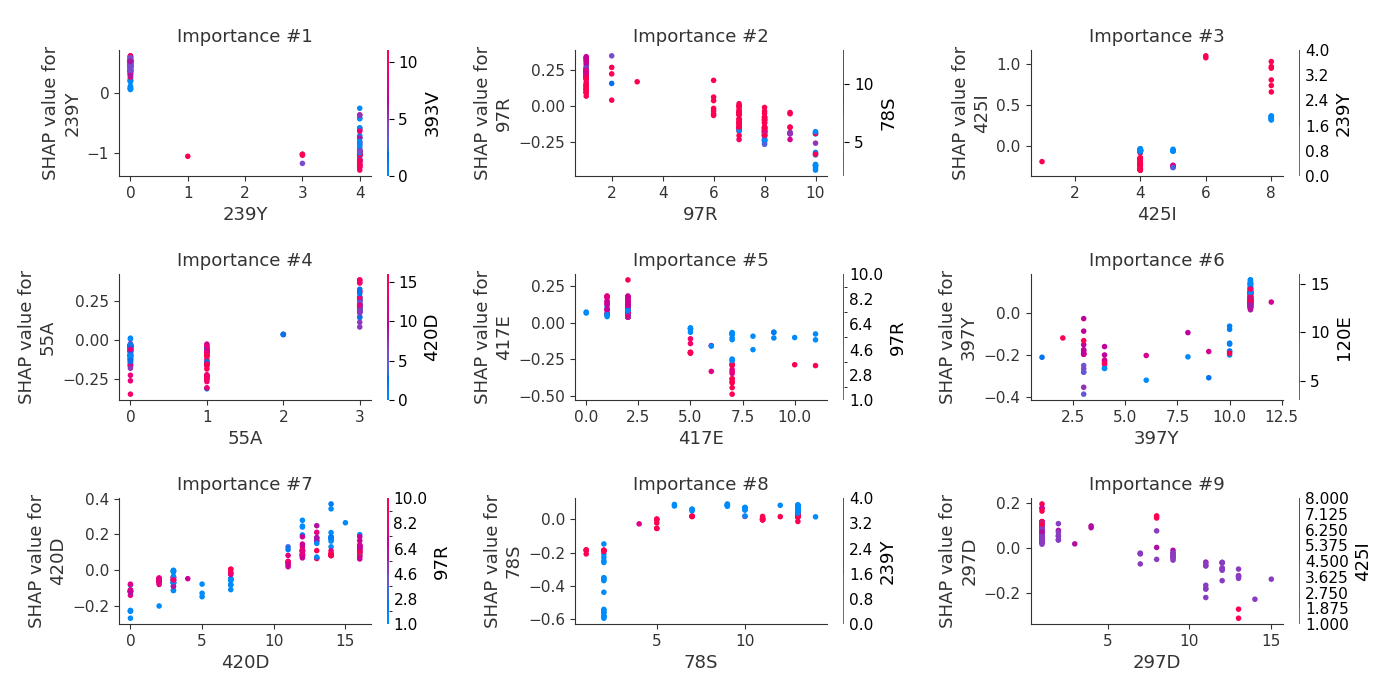 Importance #1
SHAP value for
239Y
0
−1
0
1
2
3
4
239Y
10
5
0
393V
Importance #2
SHAP value for
97R
0.25
0.00
−0.25
2
4
6
8
10
97R
10
5
78S
Importance #3
SHAP value for
425I
1.0
0.5
0.0
2
4
6
8
425I
4.0
3.2
2.4
1.6
0.8
0.0
239Y
Importance #4
SHAP value for
55A
0.25
0.00
−0.25
0
1
2
3
55A
15
10
5
0
420D
Importance #5
SHAP value for
417E
0.25
0.00
−0.25
−0.50
0.0
2.5
5.0
7.5
10.0
417E
10.0
8.2
6.4
4.6
2.8
1.0
97R
Importance #6
SHAP value for
397Y
0.0
−0.2
−0.4
2.5
5.0
7.5
10.0
12.5
397Y
15
10
5
120E
Importance #7
SHAP value for
420D
0.4
0.2
0.0
−0.2
0
5
10
15
420D
10.0
8.2
6.4
4.6
2.8
1.0
97R
Importance #8
SHAP value for
78S
0.0
−0.2
−0.4
−0.6
5
10
78S
4.0
3.2
2.4
1.6
0.8
0.0
239Y
Importance #9
SHAP value for
297D
0.2
0.0
−0.2
5
10
15
297D
8.000
7.125
6.250
5.375
4.500
3.625
2.750
1.875
1.000
425I